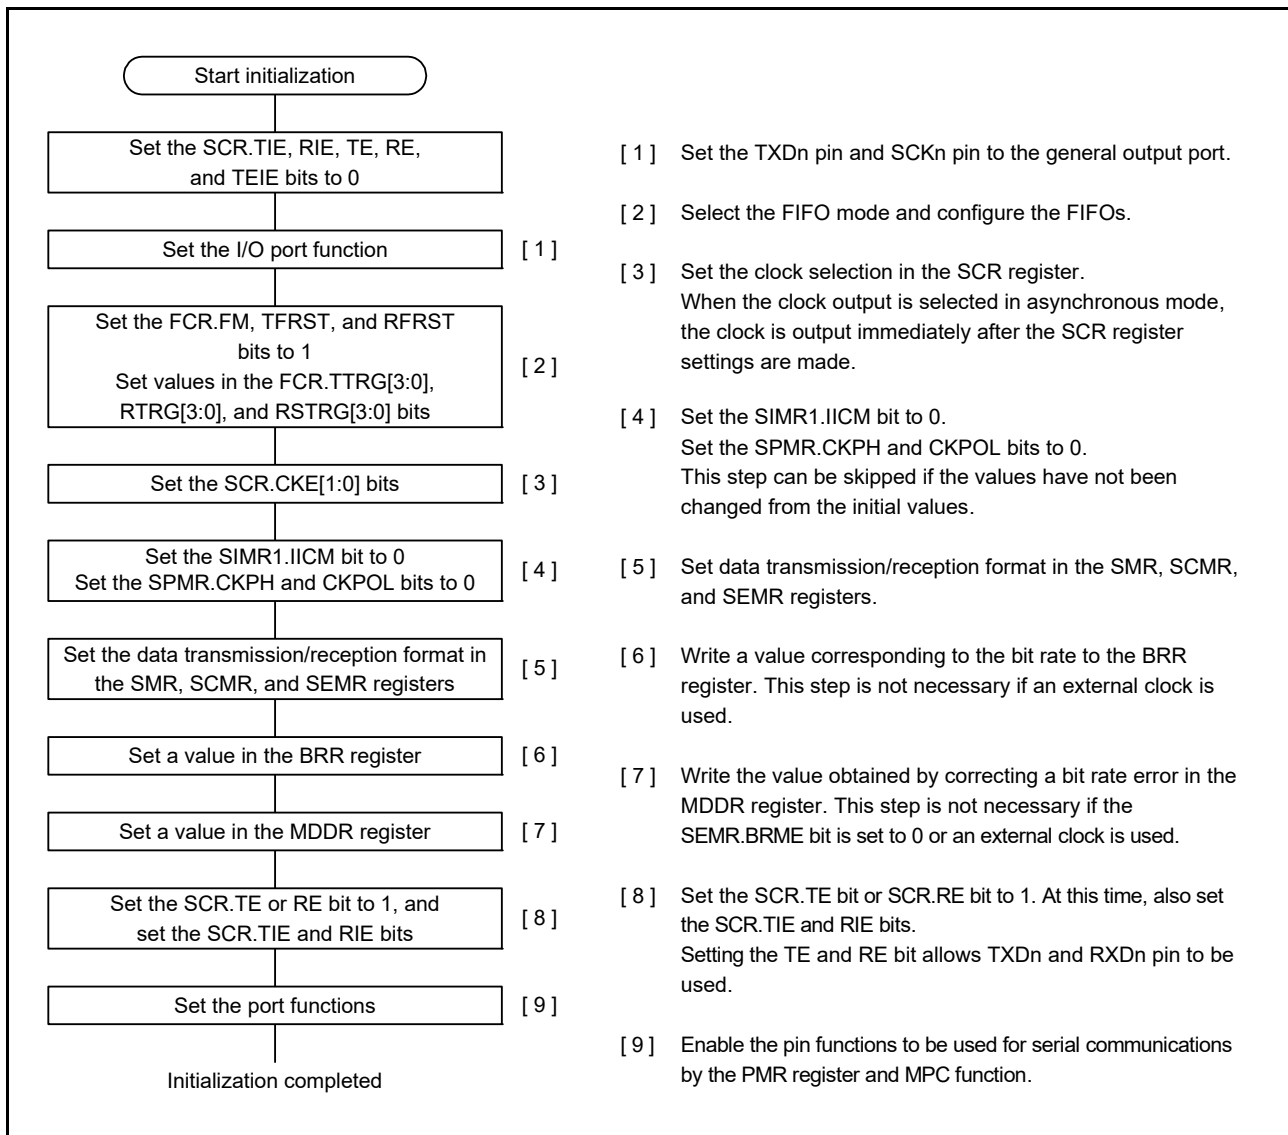 Start initialization
Set the SCR.TIE, RIE, TE, RE,
and TEIE bits to 0
Set the I/O port function
[ 1 ]
Set the FCR.FM, TFRST, and RFRST
bits to 1
Set values in the FCR.TTRG[3:0],
RTRG[3:0], and RSTRG[3:0] bits
[ 2 ]
Set the SCR.CKE[1:0] bits
[ 3 ]
Set the SIMR1.IICM bit to 0
Set the SPMR.CKPH and CKPOL bits to 0
[ 4 ]
Set the data transmission/reception format in
the SMR, SCMR, and SEMR registers
[ 5 ]
Set a value in the BRR register
[ 6 ]
Set a value in the MDDR register
[ 7 ]
Set the SCR.TE or RE bit to 1, and
set the SCR.TIE and RIE bits
[ 8 ]
Set the port functions
[ 9 ]
Initialization completed
[ 1 ] Set the TXDn pin and SCKn pin to the general output port.
[ 2 ] Select the FIFO mode and configure the FIFOs.
[ 3 ] Set the clock selection in the SCR register.
When the clock output is selected in asynchronous mode,
the clock is output immediately after the SCR register
settings are made.
[ 4 ] Set the SIMR1.IICM bit to 0.
Set the SPMR.CKPH and CKPOL bits to 0.
This step can be skipped if the values have not been
changed from the initial values.
[ 5 ] Set data transmission/reception format in the SMR, SCMR,
and SEMR registers.
[ 6 ] Write a value corresponding to the bit rate to the BRR
register. This step is not necessary if an external clock is
used.
[ 7 ] Write the value obtained by correcting a bit rate error in the
MDDR register. This step is not necessary if the
SEMR.BRME bit is set to 0 or an external clock is used.
[ 8 ] Set the SCR.TE bit or SCR.RE bit to 1. At this time, also set
the SCR.TIE and RIE bits.
Setting the TE and RE bit allows TXDn and RXDn pin to be
used.
[ 9 ] Enable the pin functions to be used for serial communications
by the PMR register and MPC function.